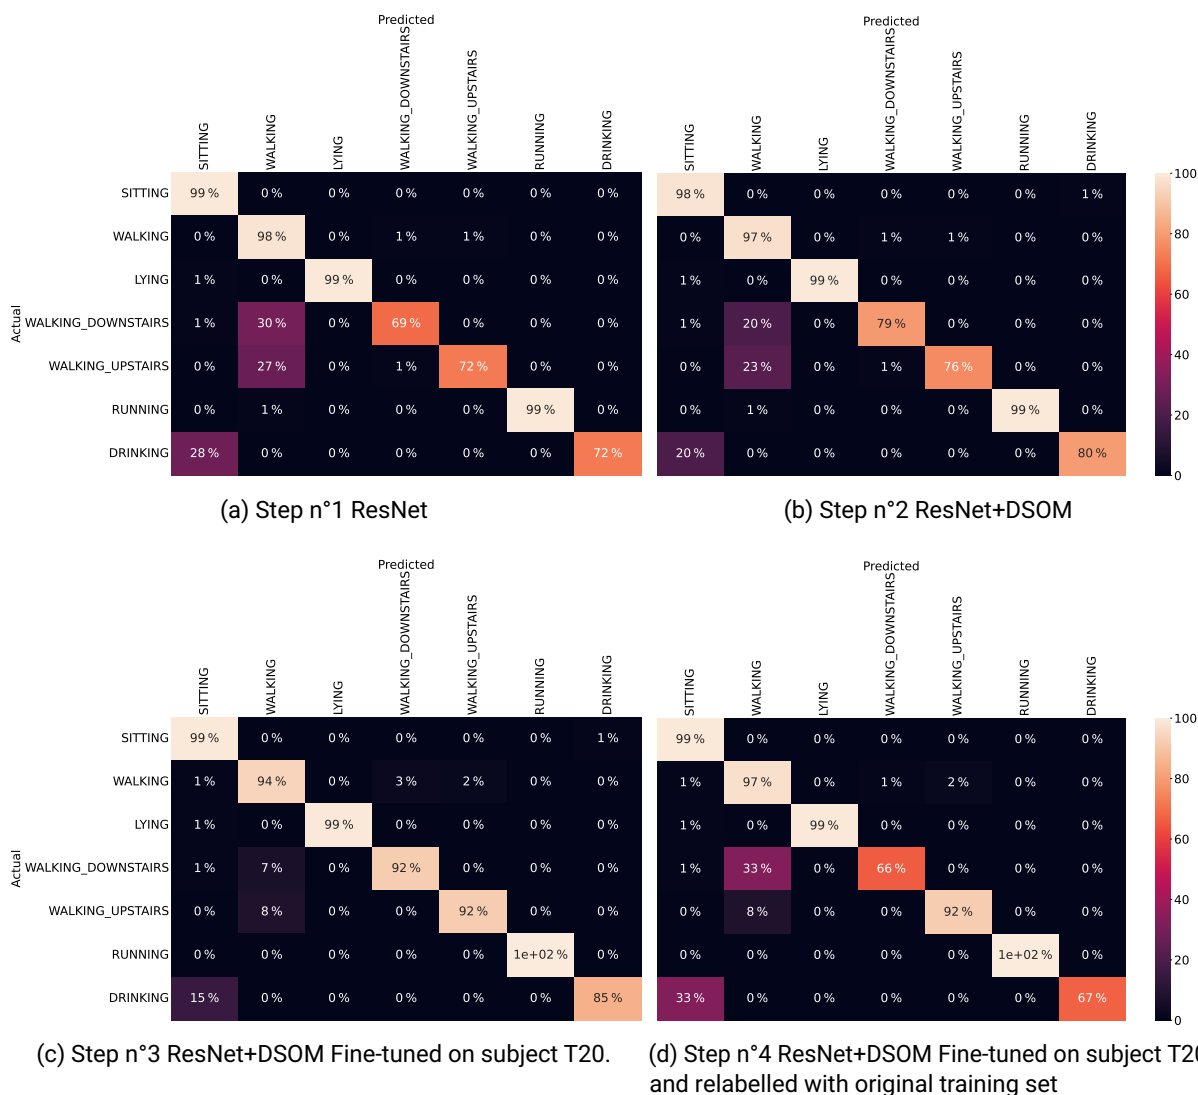 Predicted
SITTING WALKING LYING WALKING_DOWNSTAIRS WALKING_UPSTAIRS RUNNING DRINKING
Actual
SITTING 99 % 0 % 0 % 0 % 0 % 0 % 0 %
WALKING 0 % 98 % 0 % 1 % 1 % 0 % 0 %
LYING 1 % 0 % 99 % 0 % 0 % 0 % 0 %
WALKING_DOWNSTAIRS 1 % 30 % 0 % 69 % 0 % 0 % 0 %
WALKING_UPSTAIRS 0 % 27 % 0 % 1 % 72 % 0 % 0 %
RUNNING 0 % 1 % 0 % 0 % 0 % 99 % 0 %
DRINKING 28 % 0 % 0 % 0 % 0 % 0 % 72 %
(a) Step n°1 ResNet
Predicted
SITTING WALKING LYING WALKING_DOWNSTAIRS WALKING_UPSTAIRS RUNNING DRINKING
98 % 0 % 0 % 0 % 0 % 0 % 1 %
0 % 97 % 0 % 1 % 1 % 0 % 0 %
1 % 0 % 99 % 0 % 0 % 0 % 0 %
1 % 20 % 0 % 79 % 0 % 0 % 0 %
0 % 23 % 0 % 1 % 76 % 0 % 0 %
0 % 1 % 0 % 0 % 0 % 99 % 0 %
20 % 0 % 0 % 0 % 0 % 0 % 80 %
100
80
60
40
20
0
(b) Step n°2 ResNet+DSOM
Predicted
SITTING WALKING LYING WALKING_DOWNSTAIRS WALKING_UPSTAIRS RUNNING DRINKING
Actual
SITTING 99 % 0 % 0 % 0 % 0 % 0 % 1 %
WALKING 1 % 94 % 0 % 3 % 2 % 0 % 0 %
LYING 1 % 0 % 99 % 0 % 0 % 0 % 0 %
WALKING_DOWNSTAIRS 1 % 7 % 0 % 92 % 0 % 0 % 0 %
WALKING_UPSTAIRS 0 % 8 % 0 % 0 % 92 % 0 % 0 %
RUNNING 0 % 0 % 0 % 0 % 0 % 1e+02 % 0 %
DRINKING 15 % 0 % 0 % 0 % 0 % 0 % 85 %
(c) Step n°3 ResNet+DSOM Fine-tuned on subject T20.
Predicted
SITTING WALKING LYING WALKING_DOWNSTAIRS WALKING_UPSTAIRS RUNNING DRINKING
99 % 0 % 0 % 0 % 0 % 0 % 0 %
1 % 97 % 0 % 1 % 2 % 0 % 0 %
1 % 0 % 99 % 0 % 0 % 0 % 0 %
1 % 33 % 0 % 66 % 0 % 0 % 0 %
0 % 8 % 0 % 0 % 92 % 0 % 0 %
0 % 0 % 0 % 0 % 0 % 1e+02 % 0 %
33 % 0 % 0 % 0 % 0 % 0 % 67 %
100
80
60
40
20
0
(d) Step n°4 ResNet+DSOM Fine-tuned on subject T20
and relabelled with original training set